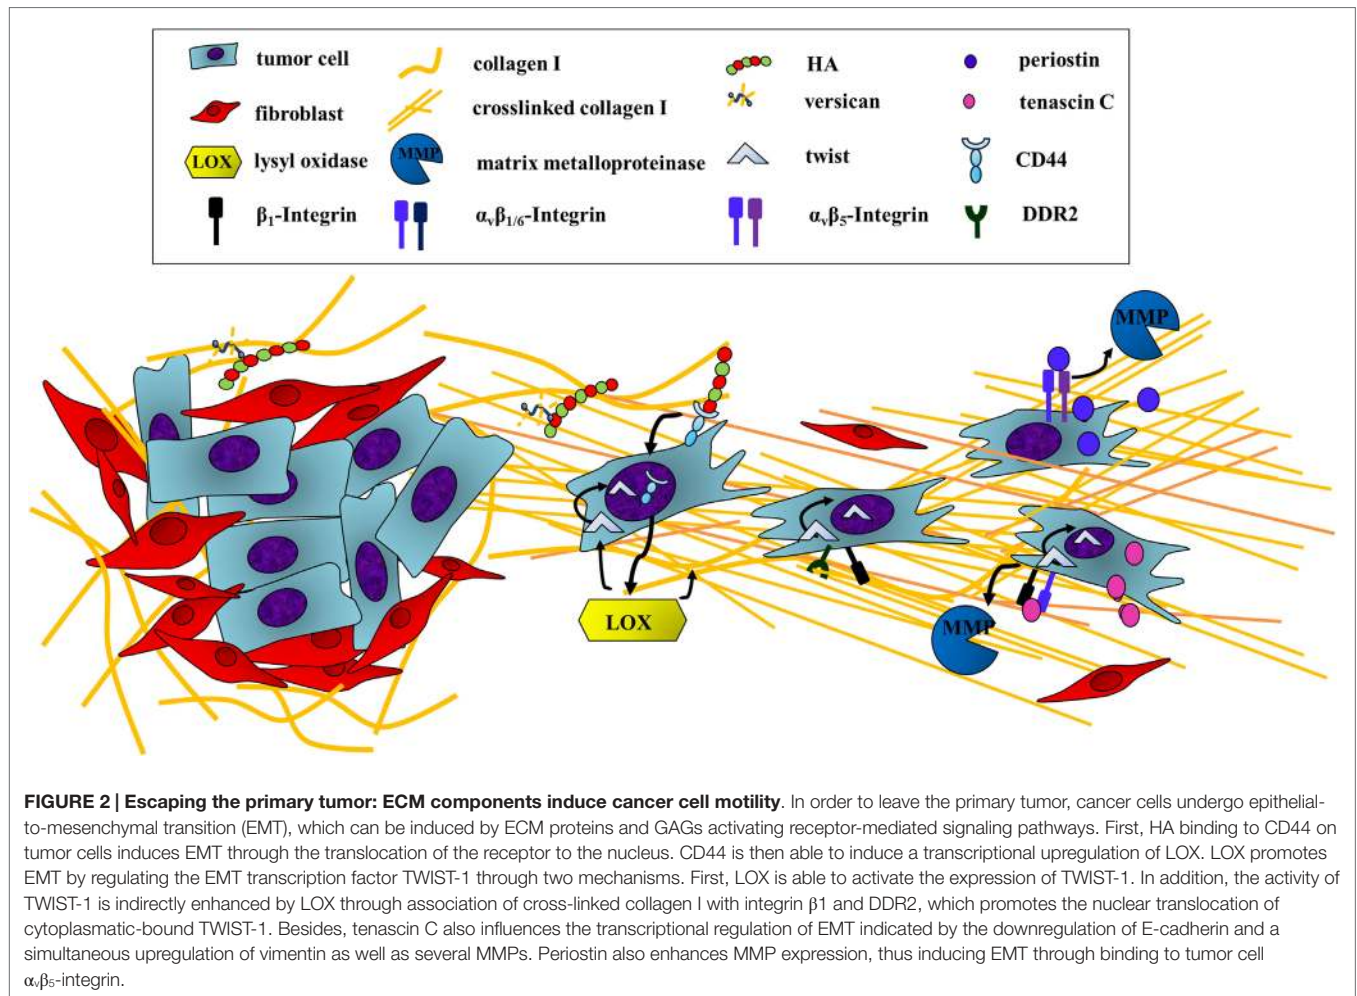 tumor cell
collagen I
HA
periostin
fibroblast
crosslinked collagen I
versican
tenascin C
LOX
lysyl oxidase
MMP
matrix metalloproteinase
twist
CD44
β1-Integrin
αvβ1/6-Integrin
αvβ5-Integrin
DDR2
MMP
LOX
MMP
FIGURE 2 | Escaping the primary tumor: ECM components induce cancer cell motility. In order to leave the primary tumor, cancer cells undergo epithelial-
to-mesenchymal transition (EMT), which can be induced by ECM proteins and GAGs activating receptor-mediated signaling pathways. First, HA binding to CD44 on
tumor cells induces EMT through the translocation of the receptor to the nucleus. CD44 is then able to induce a transcriptional upregulation of LOX. LOX promotes
EMT by regulating the EMT transcription factor TWIST-1 through two mechanisms. First, LOX is able to activate the expression of TWIST-1. In addition, the activity of
TWIST-1 is indirectly enhanced by LOX through association of cross-linked collagen I with integrin β1 and DDR2, which promotes the nuclear translocation of
cytoplasmatic-bound TWIST-1. Besides, tenascin C also influences the transcriptional regulation of EMT indicated by the downregulation of E-cadherin and a
simultaneous upregulation of vimentin as well as several MMPs. Periostin also enhances MMP expression, thus inducing EMT through binding to tumor cell
αvβ5-integrin.